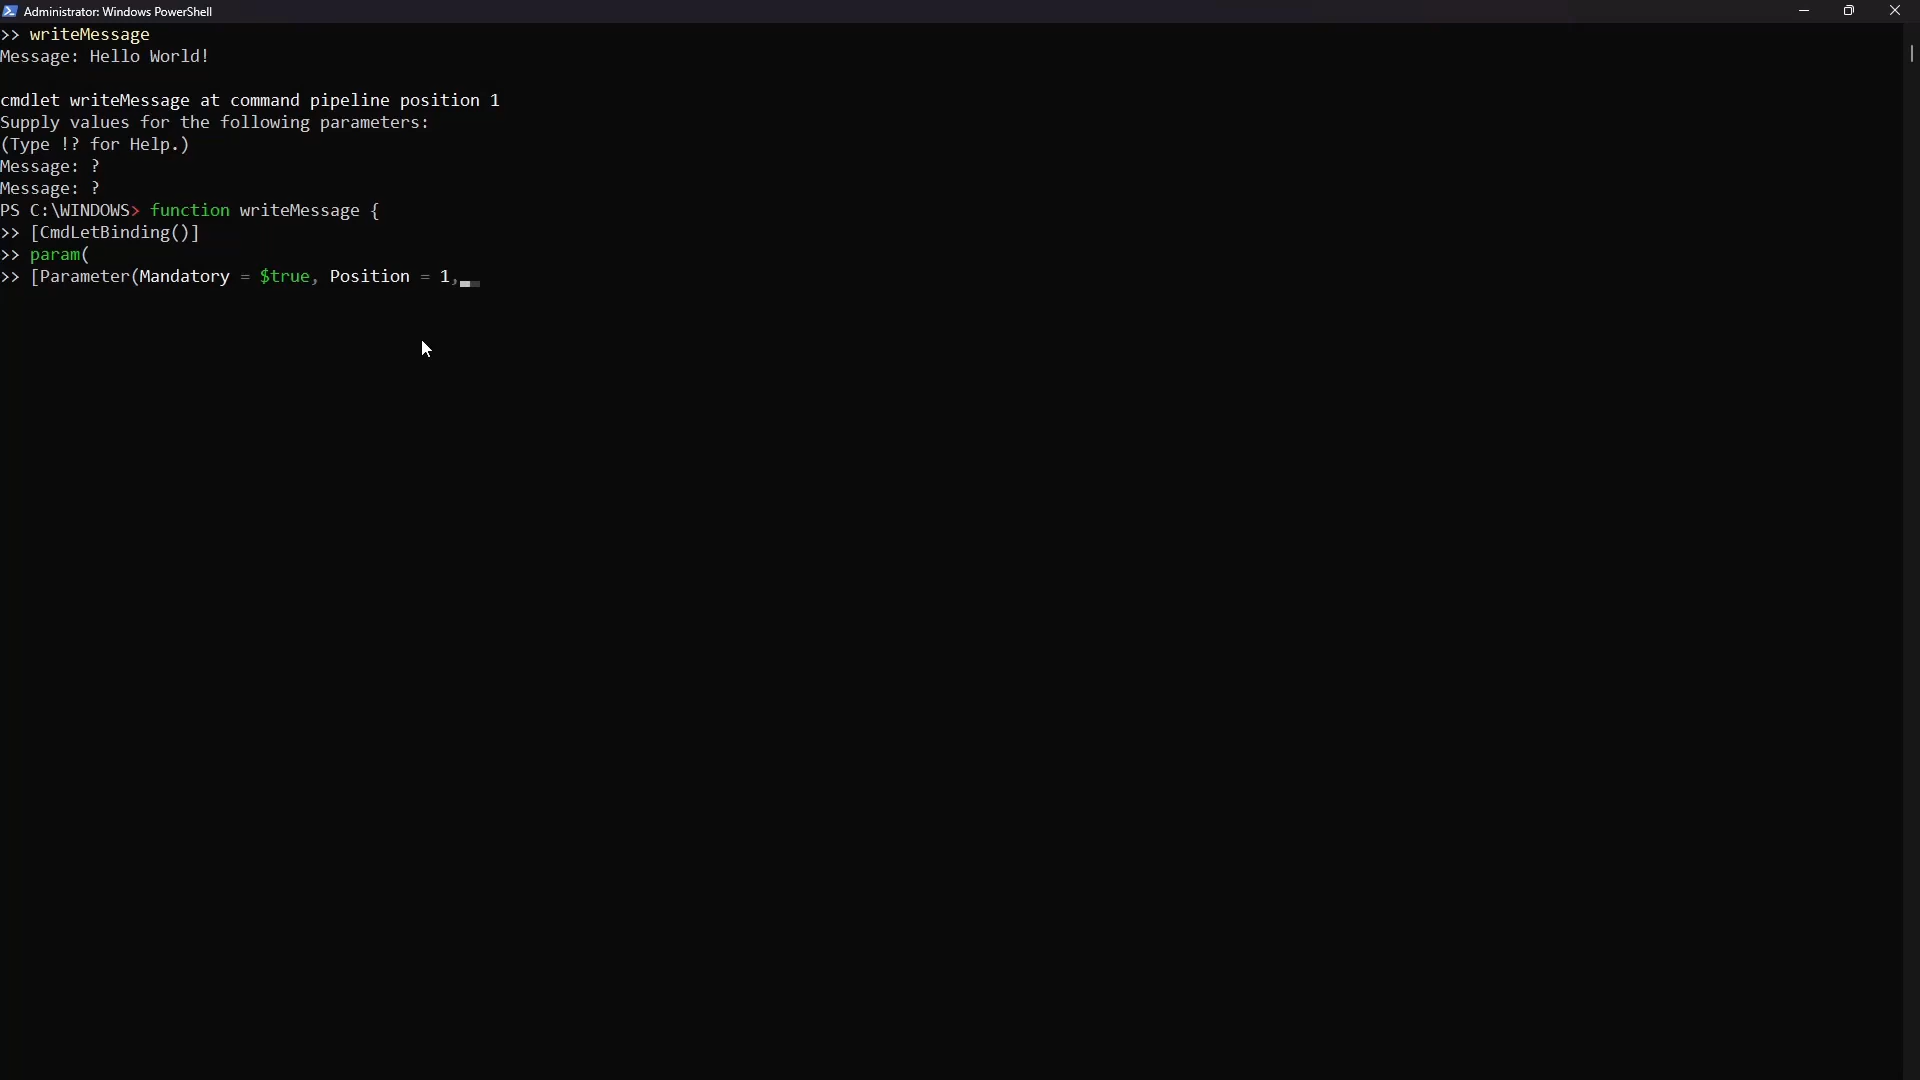 Administrator: Windows PowerShell
>> writeMessage
Message: Hello World!
cmdlet writeMessage at command pipeline position 1
Supply values for the following parameters:
(Type !? for Help.)
Message: ?
Message: ?
PS C:\WINDOWS> function writeMessage {
>> [CmdLetBinding()]
>> param(
>> [Parameter(Mandatory = $true, Position = 1,